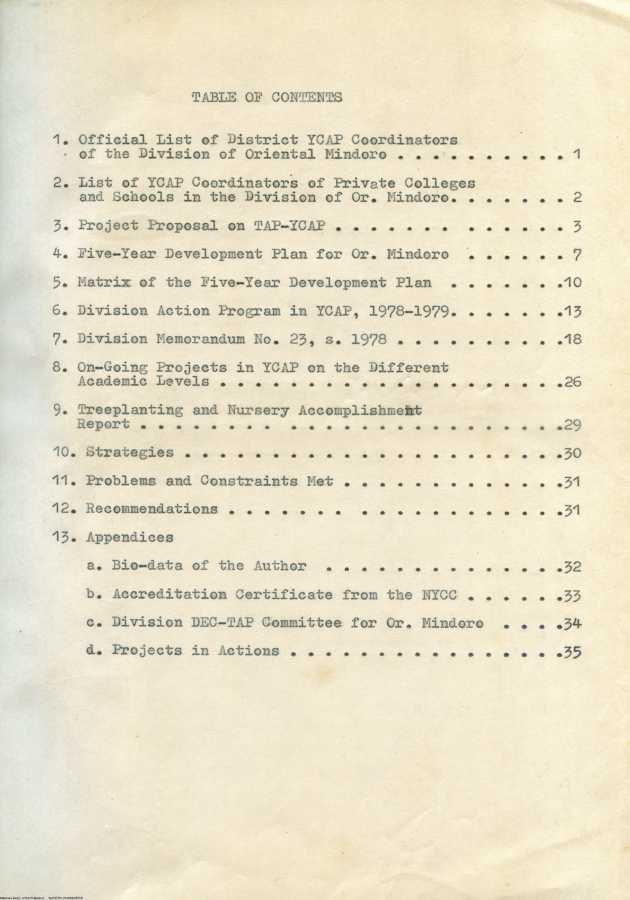 TABLE OF CONTENTS
1. Official List of District YCAP Coordinators
of the Division of Oriental Mindoro . . . . . . . . . . 1
2. List of YCAP Coordinators of Private Colleges
and Schools in the Division of Or. Mindoro. . . . . . . 2
3. Project Proposal on TAP-YCAP . . . . . . . . . . . . . 3
4. Five-Year Development Plan for Or. Mindoro . . . . . . 7
5. Matrix of the Five-Year Development Plan . . . . . . .10
6. Division Action Program in YCAP, 1978-1979. . . . . . .13
7. Division Memorandum No. 23, s. 1978 . . . . . . . . . .18
8. On-Going Projects in YCAP on the Different
Academic Levels . . . . . . . . . . . . . . . . . . . .26
9. Treeplanting and Nursery Accomplishment
Report . . . . . . . . . . . . . . . . . . . . . . . .29
10. Strategies . . . . . . . . . . . . . . . . . . . . . .30
11. Problems and Constraints Met . . . . . . . . . . . . .31
12. Recommendations . . . . . . . . . . . . . . . . . . .31
13. Appendices
a. Bio-data of the Author . . . . . . . . . . . . . .32
b. Accreditation Certificate from the NYCC . . . . . .33
c. Division DEC-TAP Committee for Or. Mindoro . . . .34
d. Projects in Actions . . . . . . . . . . . . . . . .35